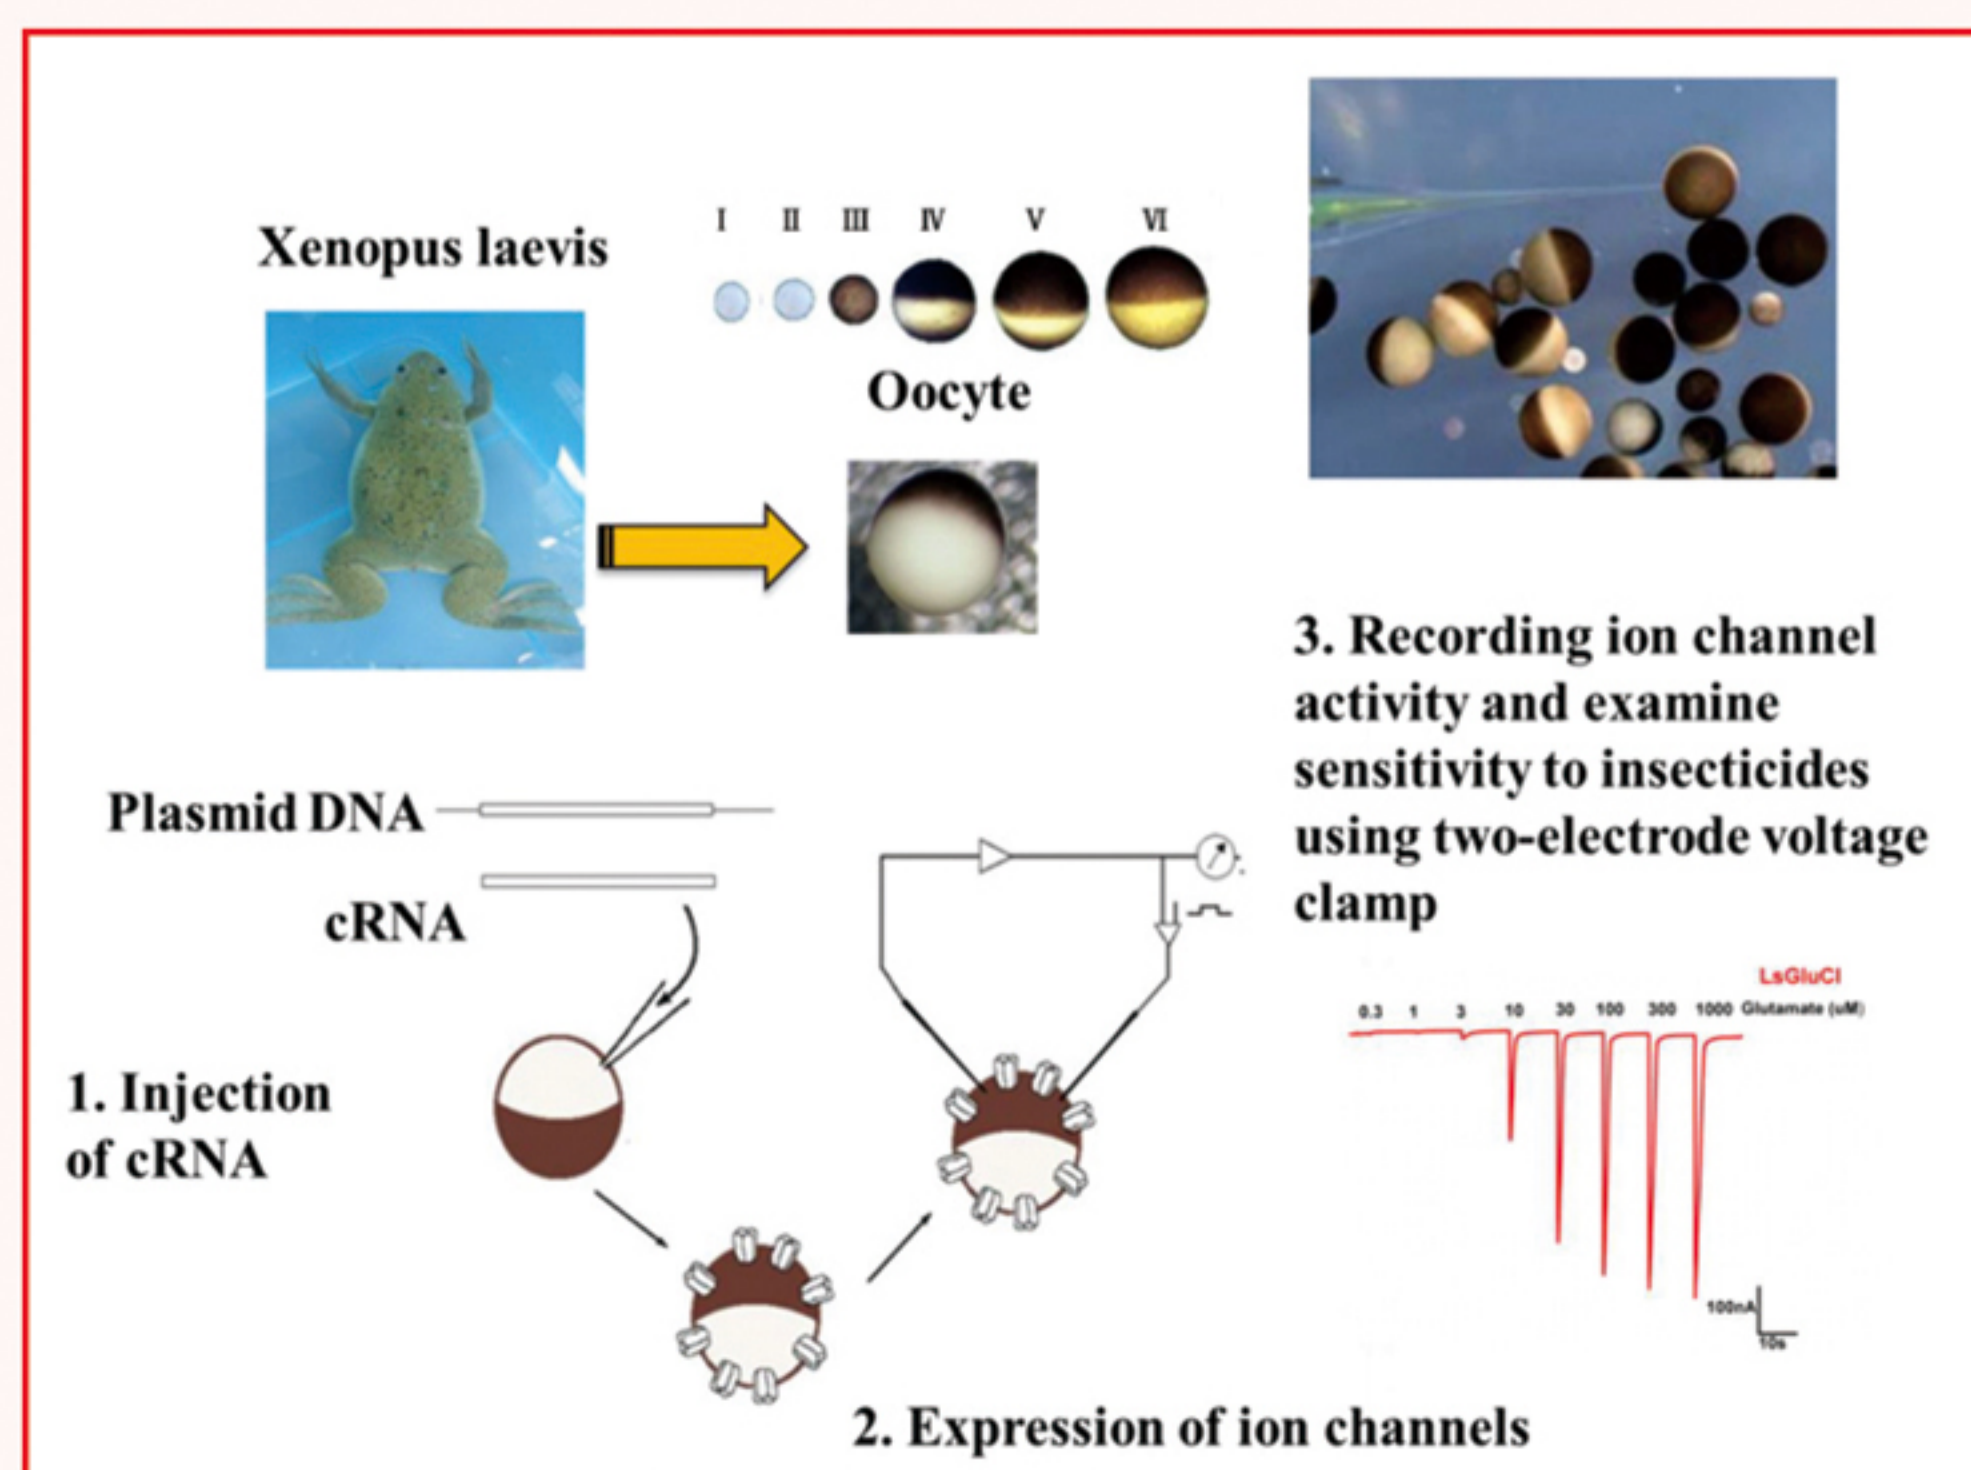 Xenopus laevis
I II III IV V VI
Oocyte
Plasmid DNA
cRNA
1. Injection
of cRNA
2. Expression of ion channels
3. Recording ion channel
activity and examine
sensitivity to insecticides
using two-electrode voltage
clamp
LsGluCl
0.3 1 3 10 30 100 300 1000 Glutamate (uM)
100nA
10s